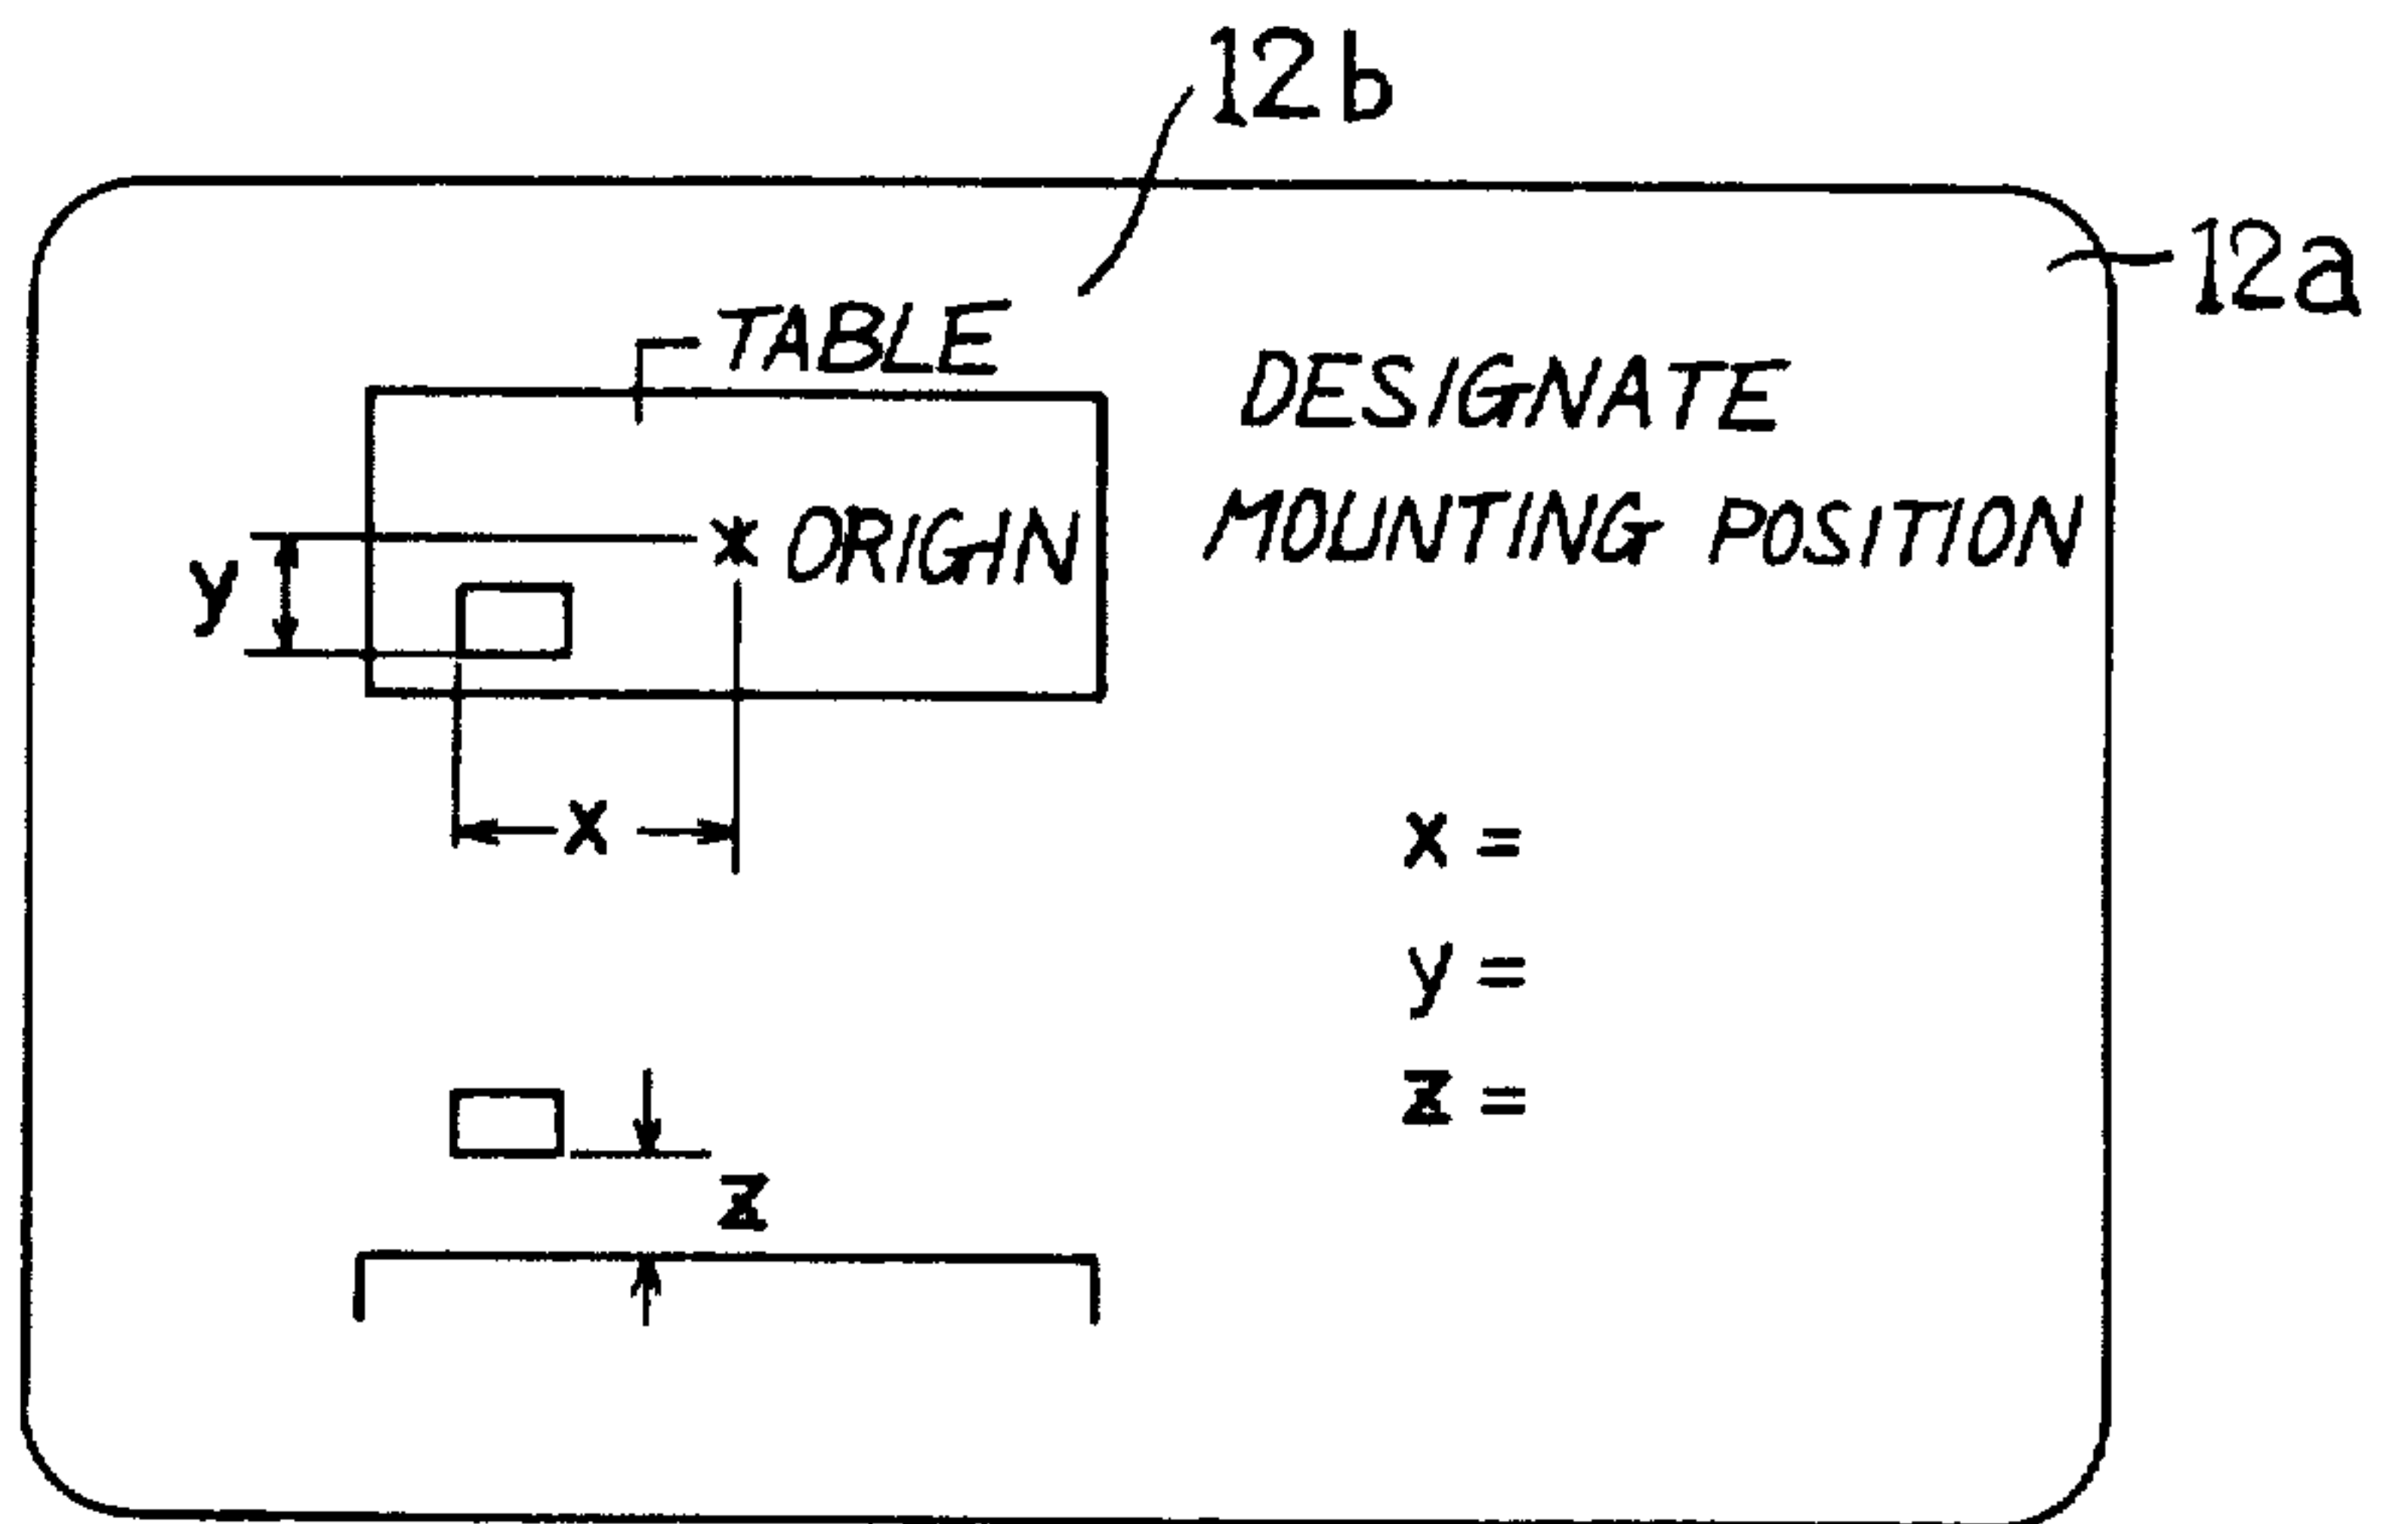 12b
12a
TABLE
DESIGNATE
MOUNTING POSITION
ORIGIN
y
x
x =
y =
z =
z